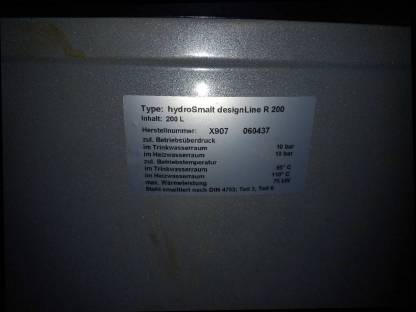 Type: hydroSmalt designLine R 200
Inhalt: 200 L
Herstellnummer: X907 060437
zul. Betriebsüberdruck
im Trinkwasserraum 10 bar
im Heizwasserraum 10 bar
zul. Betriebstemperatur
im Trinkwasserraum 95° C
im Heizwasserraum 110° C
max. Wärmeleistung 75 kW
Stahl emailliert nach DIN 4753; Teil 3, Teil 6